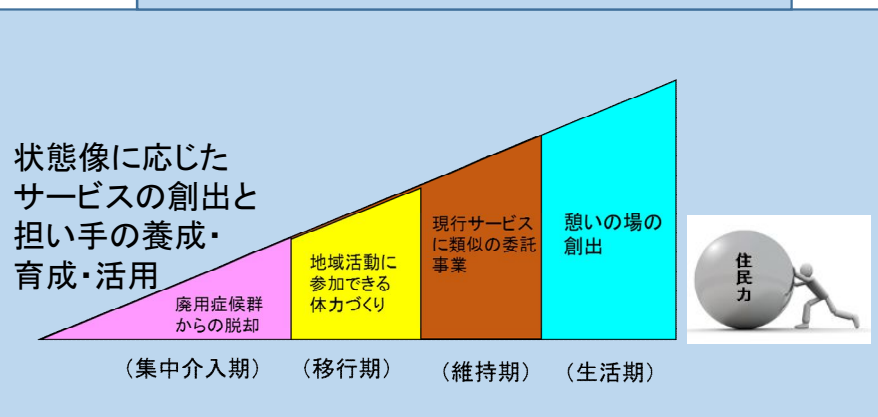 状態像に応じた
サービスの創出と
担い手の養成・
育成・活用
廃用症候群
からの脱却
地域活動に
参加できる
体力づくり
現行サービス
に類似の委託
事業
憩いの場の
創出
住民力
（集中介入期）
（移行期）
（維持期）
（生活期）